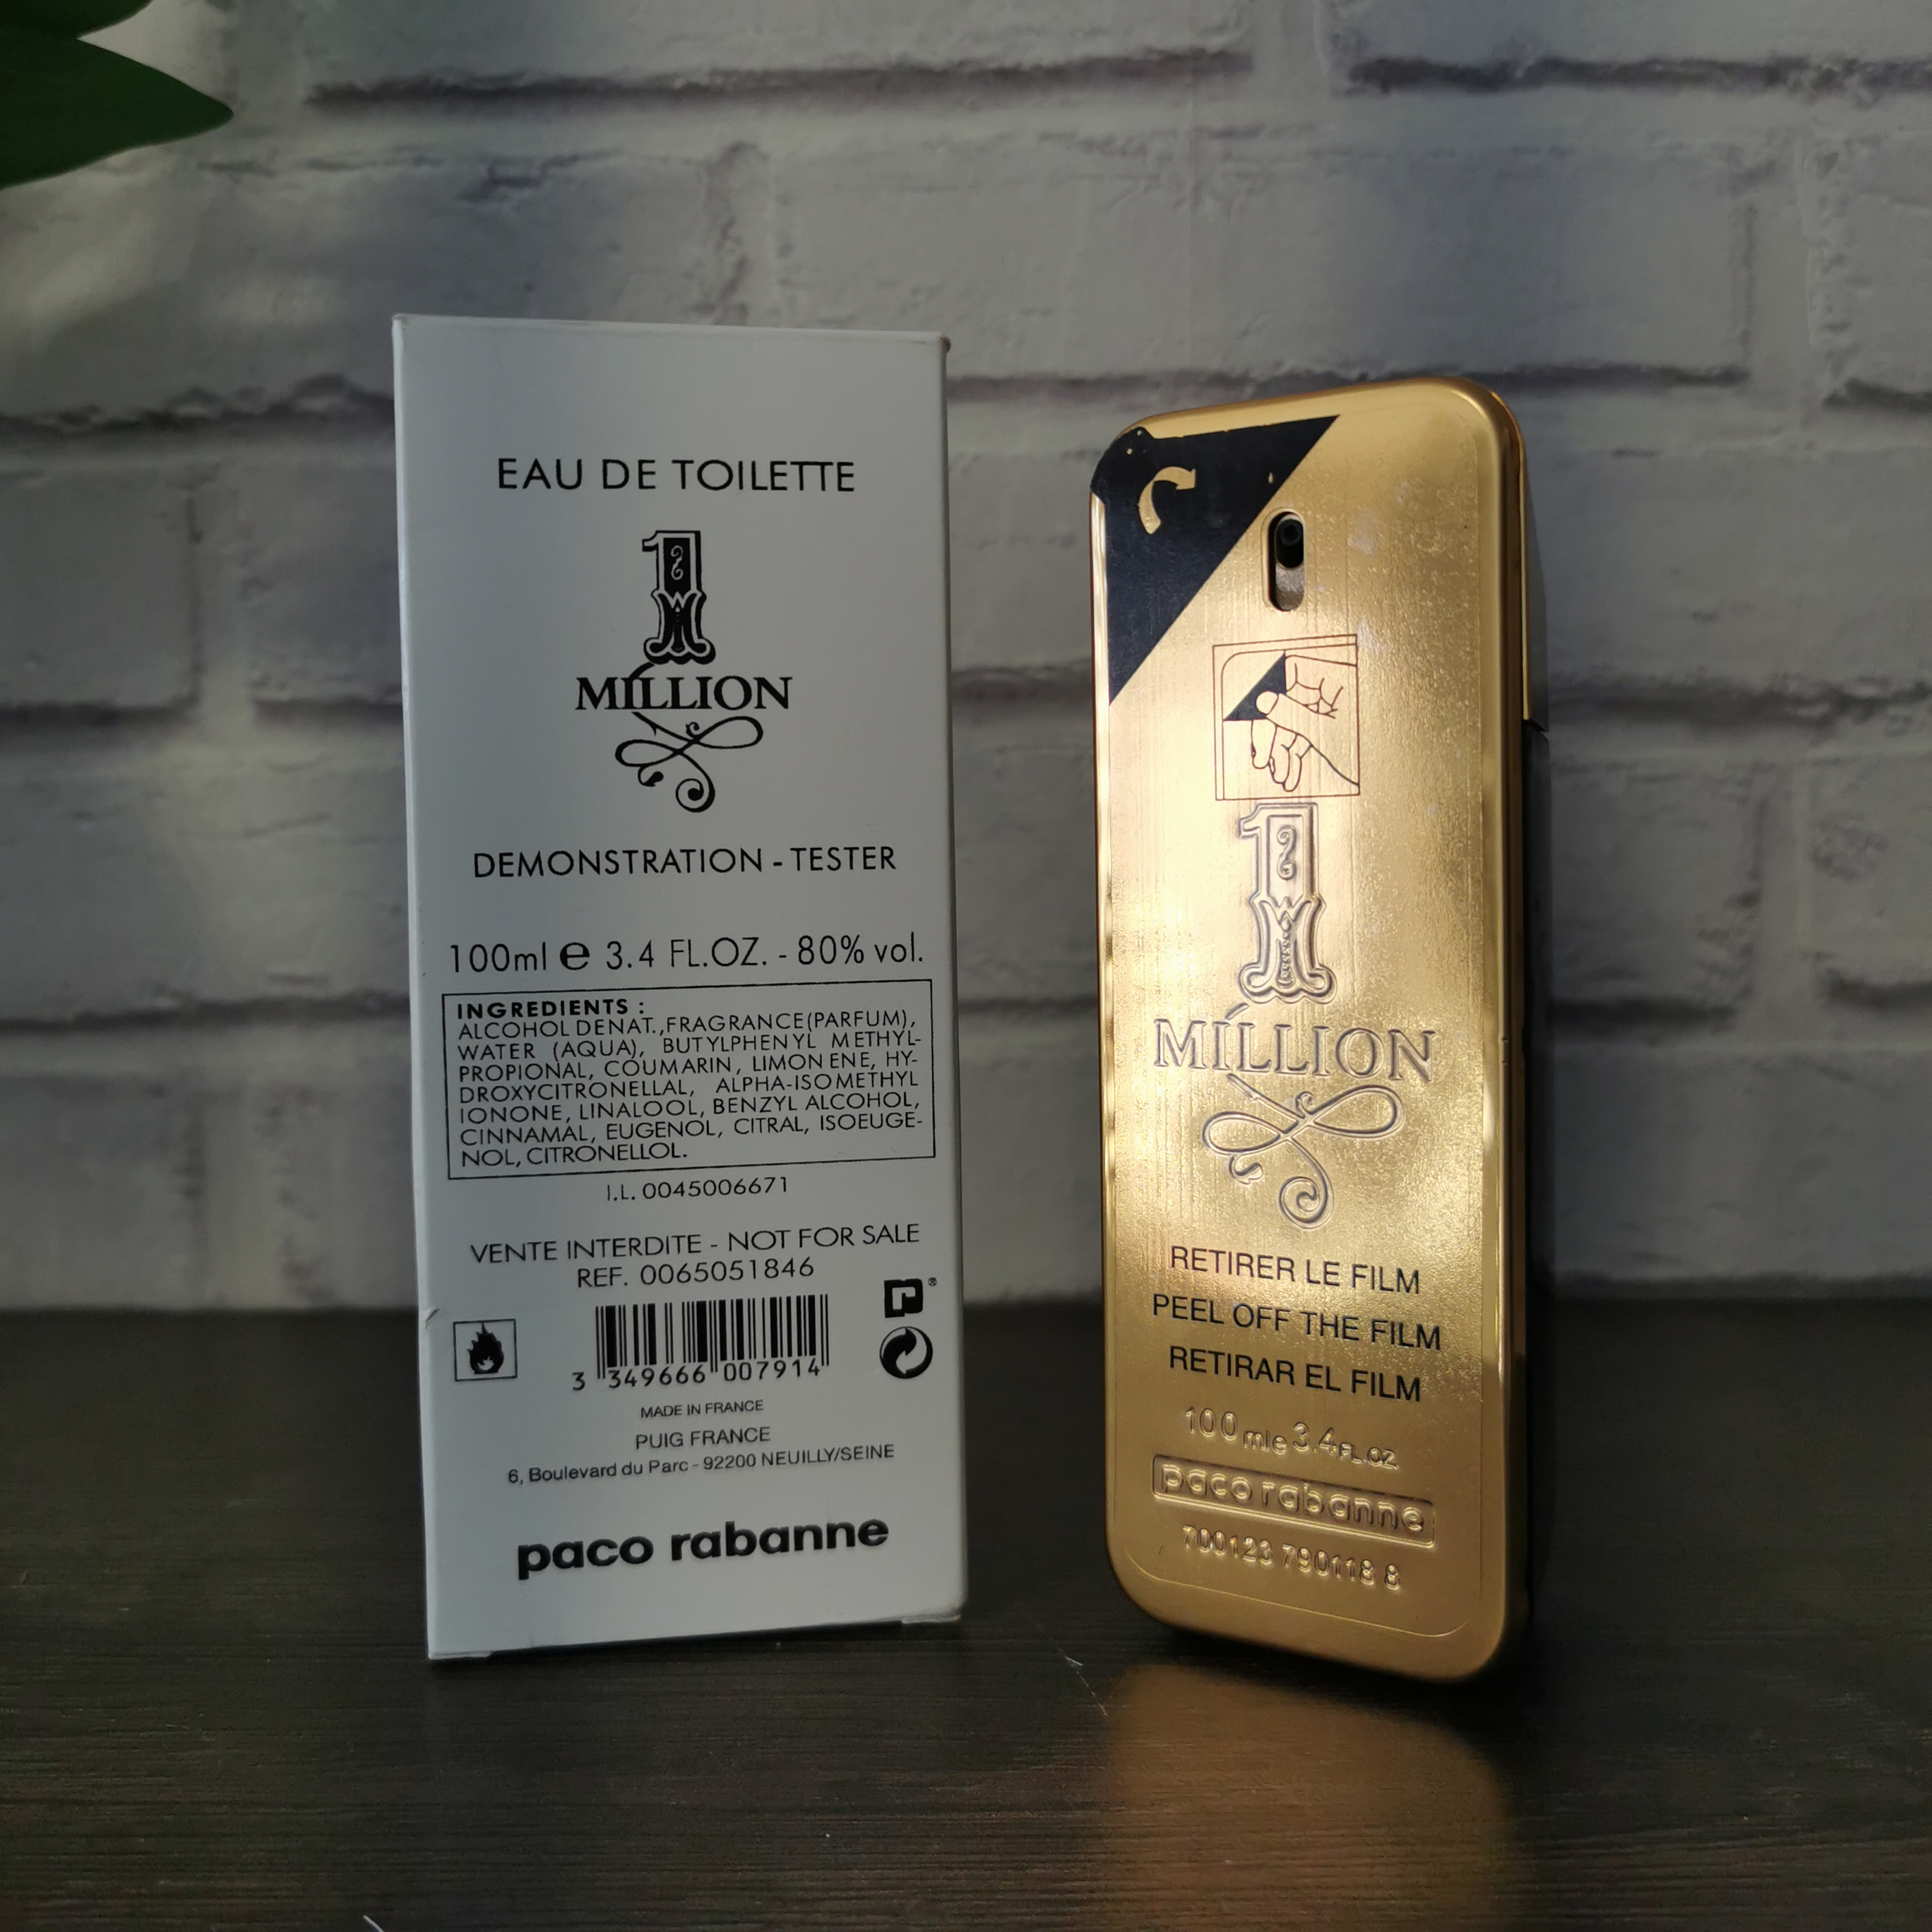 EAU DE TOILETTE
1
MILLION
DEMONSTRATION - TESTER
100ml e 3.4 FL.OZ. - 80% vol.
INGREDIENTS :
ALCOHOL DENAT., FRAGRANCE (PARFUM),
WATER (AQUA), BUTYLPHENYL METHYL-
PROPIONAL, COUMARIN, LIMONENE, HY-
DROXYCITRONELLAL, ALPHA-ISOMETHYL
IONONE, LINALOOL, BENZYL ALCOHOL,
CINNAMAL, EUGENOL, CITRAL, ISOEUGE-
NOL, CITRONELLOL.
I.L. 0045006671
VENTE INTERDITE - NOT FOR SALE
REF. 0065051846
3 349666 007914
MADE IN FRANCE
PUIG FRANCE
6, Boulevard du Parc - 92200 NEUILLY/SEINE
paco rabanne
1
MILLION
RETIRER LE FILM
PEEL OFF THE FILM
RETIRAR EL FILM
100 ml e 3.4 FL.OZ.
paco rabanne
700123 790118 8